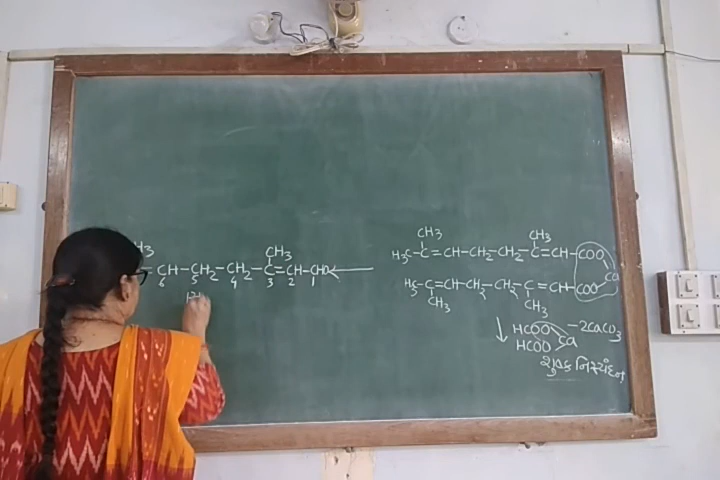 H₃
CH₃
CH-CH₂-CH₂-C=CH-CHO
6 5 4 3 2 1
CH₃ CH₃
H₃C-C=CH-CH₂-CH₂-C=CH-COO
Ca
H₃C-C=CH-CH₂-CH₂-C=CH-COO
CH₃ CH₃
HCOO -2CaCO₃
Ca
HCOO
શુષ્ક નિસ્યંદન